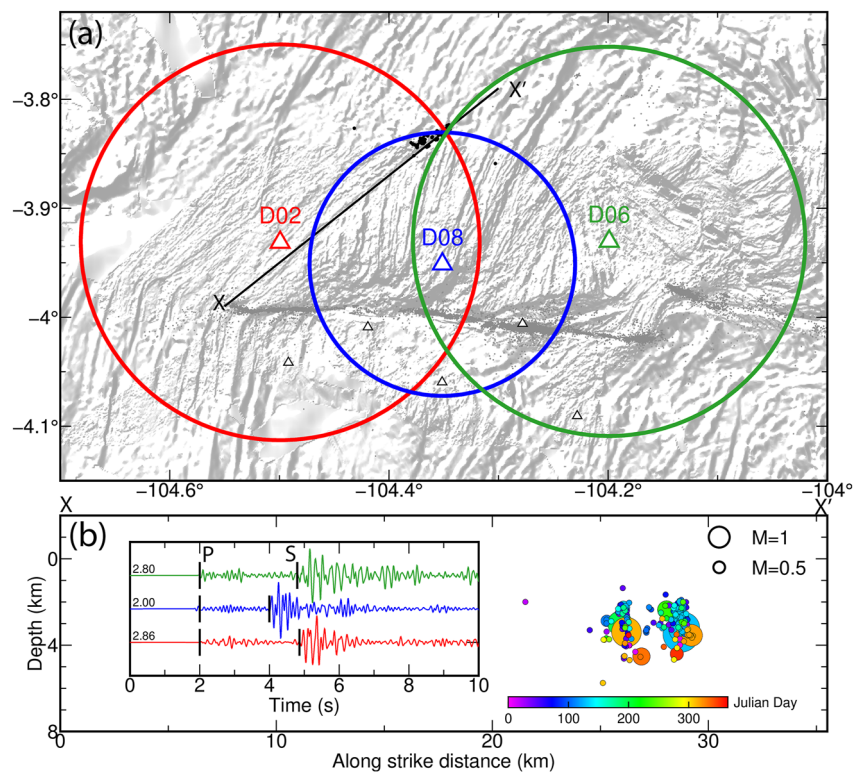 (a)
X'
−3.8°
−3.9°
−4°
−4.1°
D02
D08
D06
X
−104.6°
−104.4°
−104.2°
−104°
X
X'
(b)
P
S
2.80
2.00
2.86
0
2
4
6
8
10
Time (s)
M=1
M=0.5
Julian Day
0
100
200
300
0
4
8
Depth (km)
0
10
20
30
Along strike distance (km)